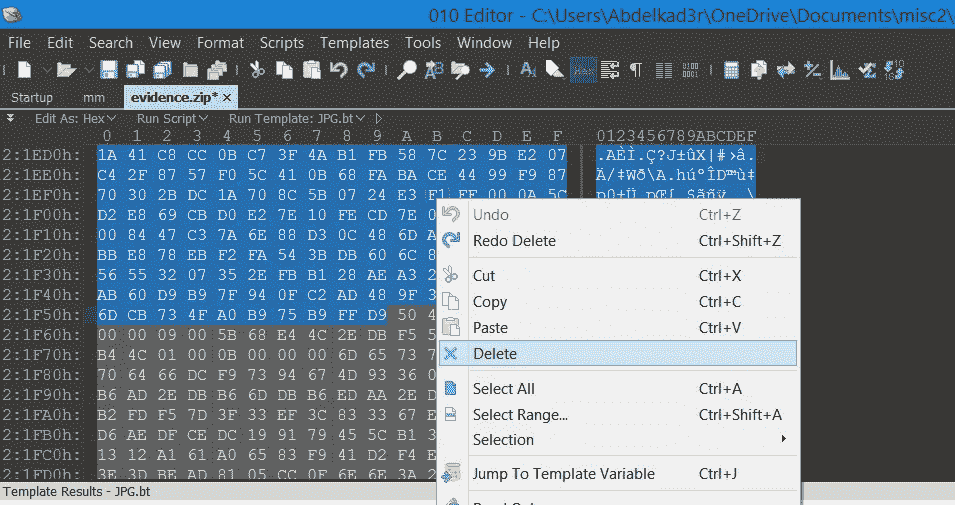 010 Editor - C:\Users\Abdelkad3r\OneDrive\Documents\misc2\
File Edit Search View Format Scripts Templates Tools Window Help
Startup mm evidence.zip*
Edit As: Hex Run Script Run Template: JPG.bt
0 1 2 3 4 5 6 7 8 9 A B C D E F 0123456789ABCDEF
2:1ED0h: 1A 41 C8 CC 0B C7 3F 4A B1 FB 58 7C 23 9B E2 07 .AÈÌ.Ç?J±ûX|#›â.
2:1EE0h: C4 2F 87 57 F0 5C 41 0B 68 FA BA CE 44 99 F9 87 Ä/‡Wð\A.húºÎD™ù‡
2:1EF0h: 70 30 2B DC 1A 70 8C 5B 07 24 E3 F1 FF 00 0A 5C
2:1F00h: D2 E8 69 CB D0 E2 7E 10 FE CD 7E
2:1F10h: 00 84 47 C3 7A 6E 88 D3 0C 48 6D
2:1F20h: BB E8 78 EB F2 FA 54 3B DB 60 6C
2:1F30h: 56 55 32 07 35 2E FB B1 28 AE A3
2:1F40h: AB 60 D9 B9 7F 94 0F C2 AD 48 9F
2:1F50h: 6D CB 73 4F A0 B9 75 B9 FF D9 50
2:1F60h: 00 00 09 00 5B 68 E4 4C 2E DB F5
2:1F70h: B4 4C 01 00 0B 00 00 00 6D 65 73
2:1F80h: 70 64 66 DC F9 73 94 67 4D 93 36
2:1F90h: B6 AD 2E DB B6 6D DB B6 ED AA 2E
2:1FA0h: B2 FD F5 7D 3F 33 EF 3C 83 33 67
2:1FB0h: D6 AE DF CE DC 19 91 79 45 5C B1
2:1FC0h: 13 12 A1 61 A0 65 83 F9 41 D2 F4
2:1FD0h: 3E 3D BE AD 81 05 CC 0F 6E 6E 3A
Undo Ctrl+Z
Redo Delete Ctrl+Shift+Z
Cut Ctrl+X
Copy Ctrl+C
Paste Ctrl+V
Delete
Select All Ctrl+A
Select Range... Ctrl+Shift+A
Selection
Jump To Template Variable Ctrl+J
Template Results - JPG.bt